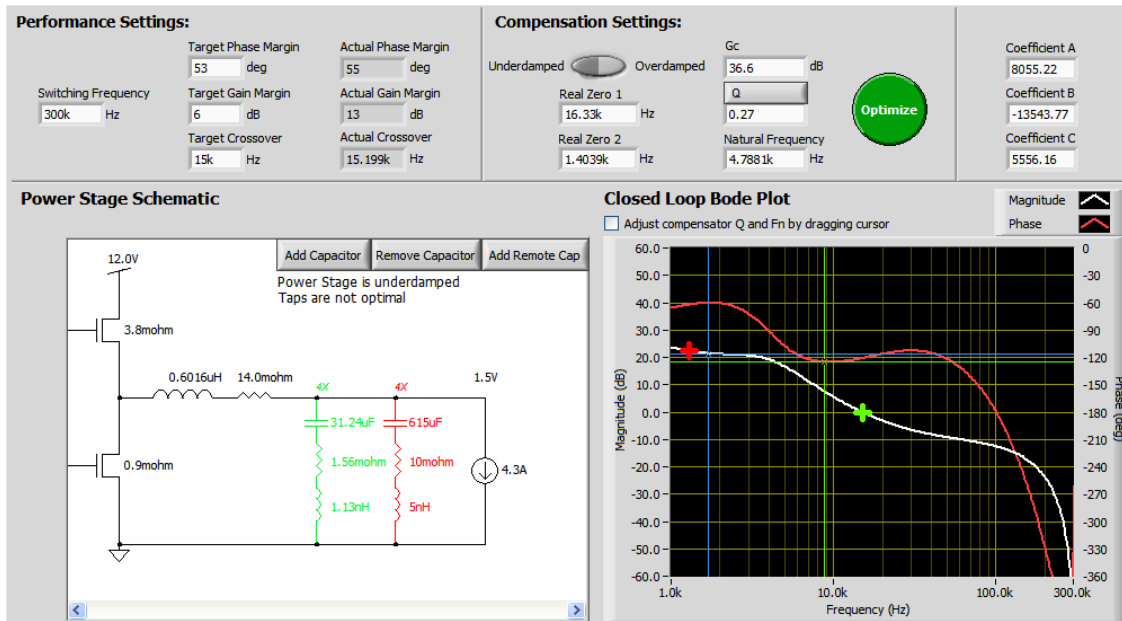 Performance Settings:
Target Phase Margin
53 deg
Actual Phase Margin
55 deg
Switching Frequency
300k Hz
Target Gain Margin
6 dB
Actual Gain Margin
13 dB
Target Crossover
15k Hz
Actual Crossover
15.199k Hz
Compensation Settings:
Underdamped Overdamped
Gc
36.6 dB
Real Zero 1
16.33k Hz
Q
0.27
Real Zero 2
1.4039k Hz
Natural Frequency
4.7881k Hz
Optimize
Coefficient A
8055.22
Coefficient B
-13543.77
Coefficient C
5556.16
Power Stage Schematic
Add Capacitor Remove Capacitor Add Remote Cap
Power Stage is underdamped
Taps are not optimal
12.0V
3.8mohm
0.6016uH 14.0mohm 1.5V
4X 4X
31.24uF 615uF
1.56mohm 10mohm
1.13nH 5nH
4.3A
0.9mohm
Closed Loop Bode Plot
Adjust compensator Q and Fn by dragging cursor
Magnitude
Phase
Magnitude (dB)
60.0
50.0
40.0
30.0
20.0
10.0
0.0
-10.0
-20.0
-30.0
-40.0
-50.0
-60.0
1.0k 10.0k 100.0k 300.0k
Frequency (Hz)
0
-30
-60
-90
-120
-150
-180
-210
-240
-270
-300
-330
-360
Phase (deg)